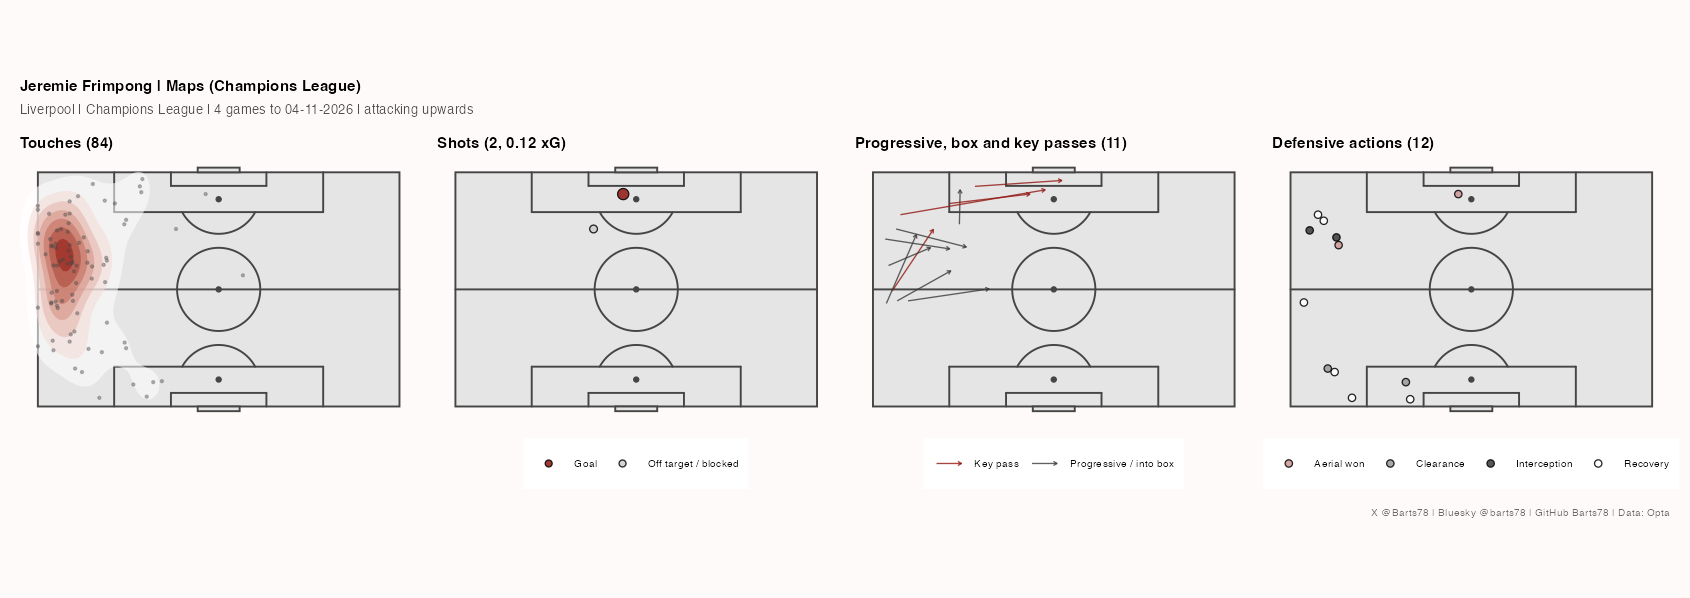 Jeremie Frimpong | Maps (Champions League)
Liverpool | Champions League | 4 games to 04-11-2026 | attacking upwards
Touches (84)
Shots (2, 0.12 xG)
Progressive, box and key passes (11)
Defensive actions (12)
Goal
Off target / blocked
Key pass
Progressive / into box
Aerial won
Clearance
Interception
Recovery
X @Barts78 | Bluesky @barts78 | GitHub Barts78 | Data: Opta